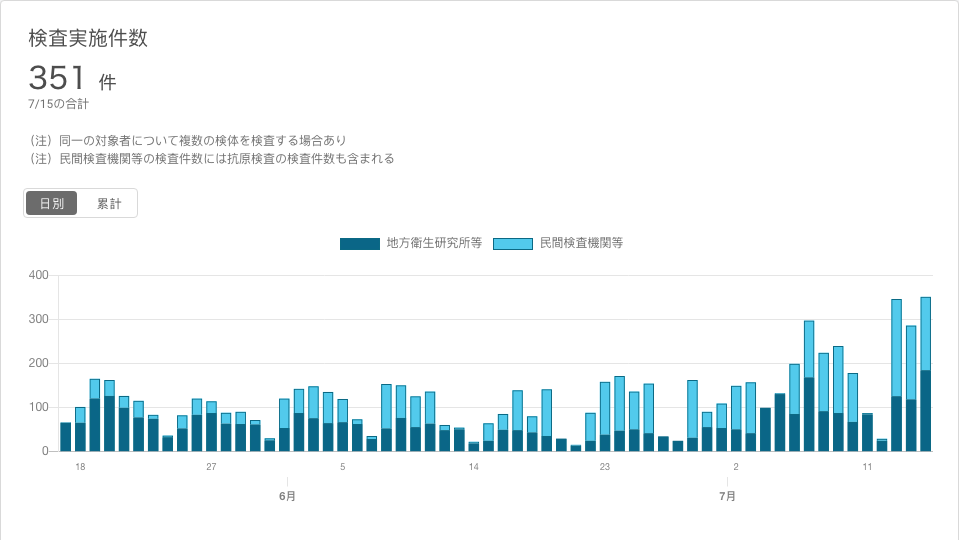 検査実施件数
351 件
7/15の合計
（注）同一の対象者について複数の検体を検査する場合あり
（注）民間検査機関等の検査件数には抗原検査の検査件数も含まれる
日別 累計
地方衛生研究所等 民間検査機関等
400
300
200
100
0
18 27 5 14 23 2 11
6月 7月